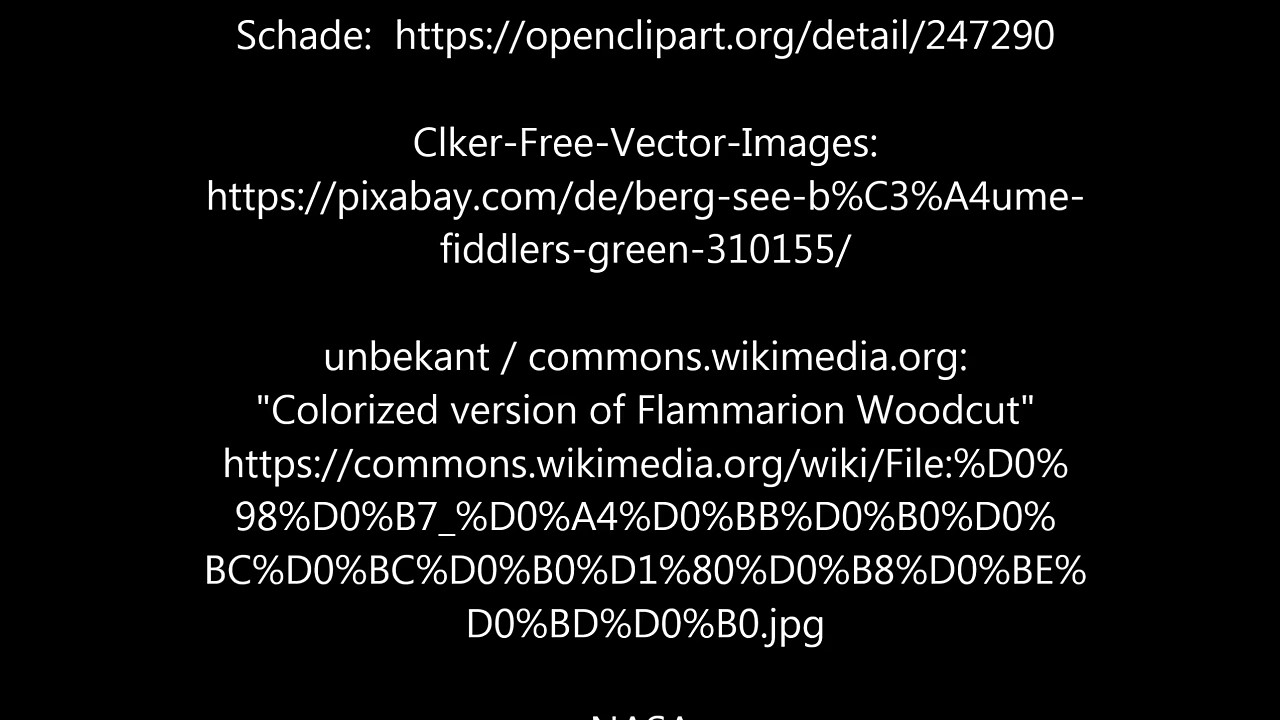 Schade:  https://openclipart.org/detail/247290
Clker-Free-Vector-Images:
https://pixabay.com/de/berg-see-b%C3%A4ume-
fiddlers-green-310155/
unbekant / commons.wikimedia.org:
"Colorized version of Flammarion Woodcut"
https://commons.wikimedia.org/wiki/File:%D0%
98%D0%B7_%D0%A4%D0%BB%D0%B0%D0%
BC%D0%BC%D0%B0%D1%80%D0%B8%D0%BE%
D0%BD%D0%B0.jpg
NASA